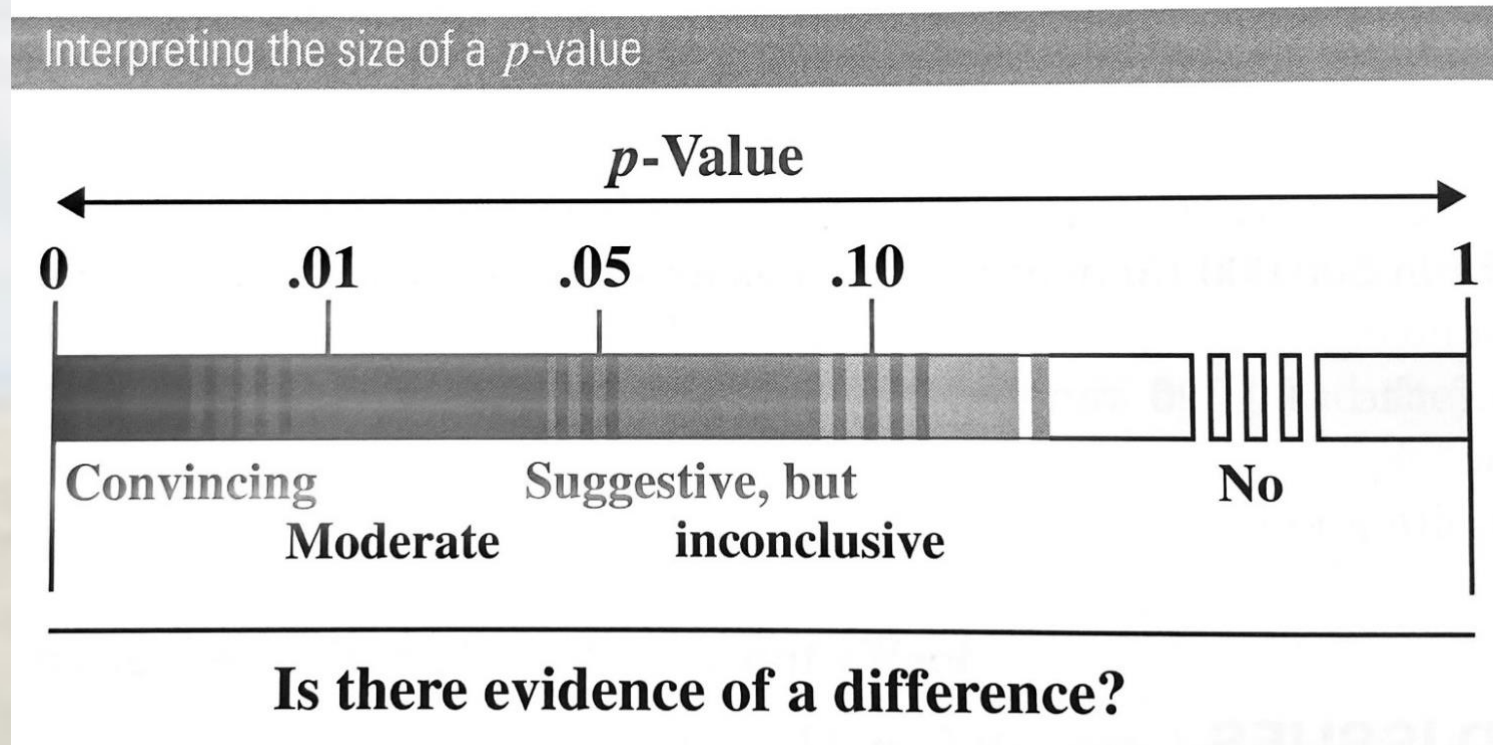 Interpreting the size of a p-value
p-Value
0 .01 .05 .10 1
Convincing Suggestive, but No
Moderate inconclusive
Is there evidence of a difference?